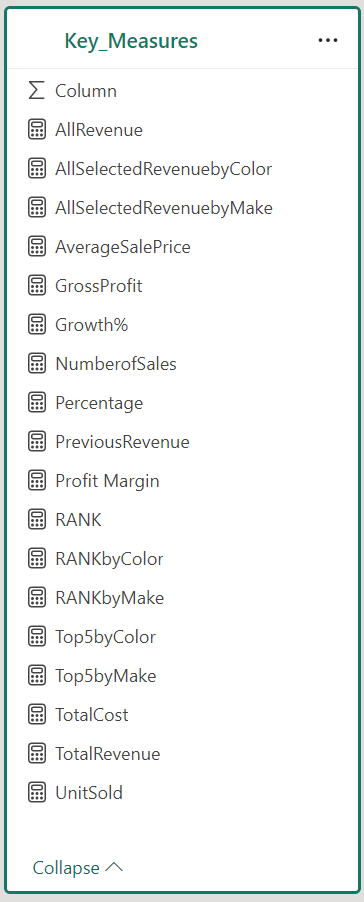 Key_Measures
Column
AllRevenue
AllSelectedRevenuebyColor
AllSelectedRevenuebyMake
AverageSalePrice
GrossProfit
Growth%
NumberofSales
Percentage
PreviousRevenue
Profit Margin
RANK
RANKbyColor
RANKbyMake
Top5byColor
Top5byMake
TotalCost
TotalRevenue
UnitSold
Collapse